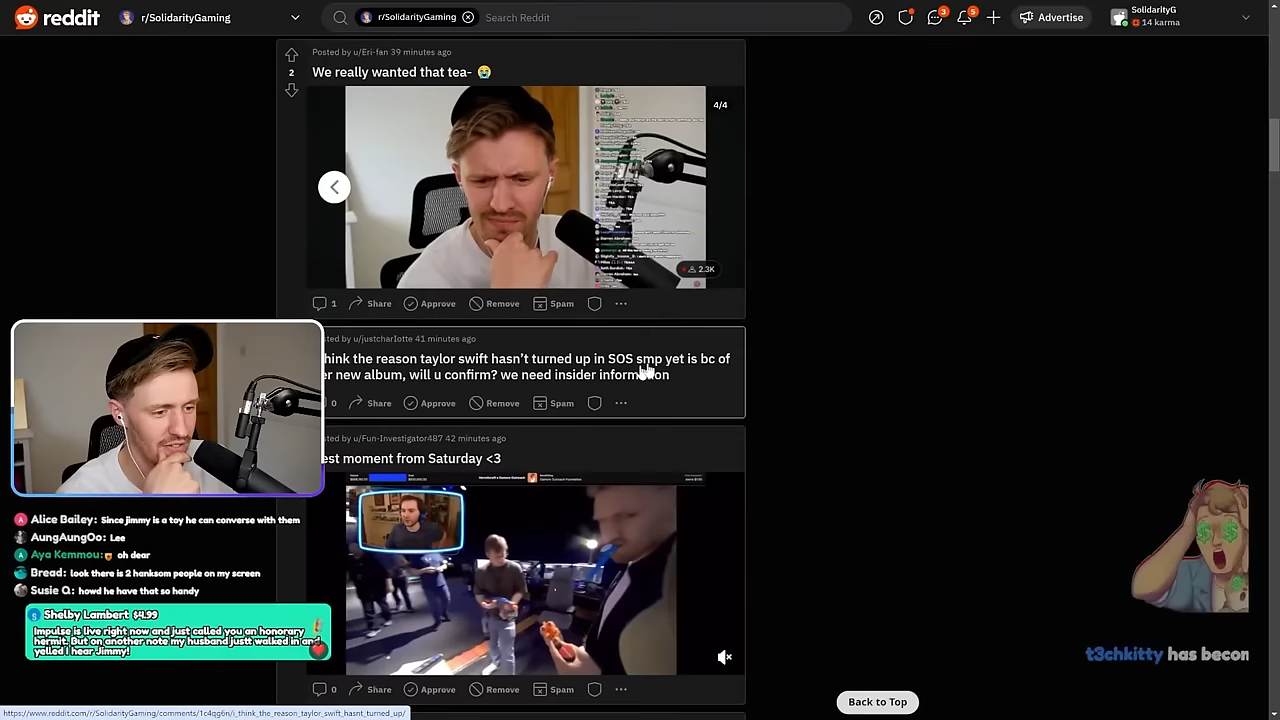 reddit
r/SolidarityGaming
r/SolidarityGaming
Search Reddit
3
5
Advertise
SolidarityG
14 karma
Posted by u/Eri-fan 39 minutes ago
2
We really wanted that tea- 😭
4/4
2.3K
1
Share
Approve
Remove
Spam
sted by u/justcharIotte 41 minutes ago
hink the reason taylor swift hasn't turned up in SOS smp yet is bc of
er new album, will u confirm? we need insider information
0
Share
Approve
Remove
Spam
sted by u/Fun-Investigator487 42 minutes ago
est moment from Saturday <3
0
Share
Approve
Remove
Spam
Alice Bailey: Since jimmy is a toy he can converse with them
AungAungOo: Lee
Aya Kemmou: oh dear
Bread: look there is 2 hanksom people on my screen
Susie Q.: howd he have that so handy
Shelby Lambert $4.99
Impulse is live right now and just called you an honorary
hermit. But on another note my husband justt walked in and
yelled I hear Jimmy!
t3chkitty has becon
Back to Top
https://www.reddit.com/r/SolidarityGaming/comments/1c4qg6n/i_think_the_reason_taylor_swift_hasnt_turned_up/